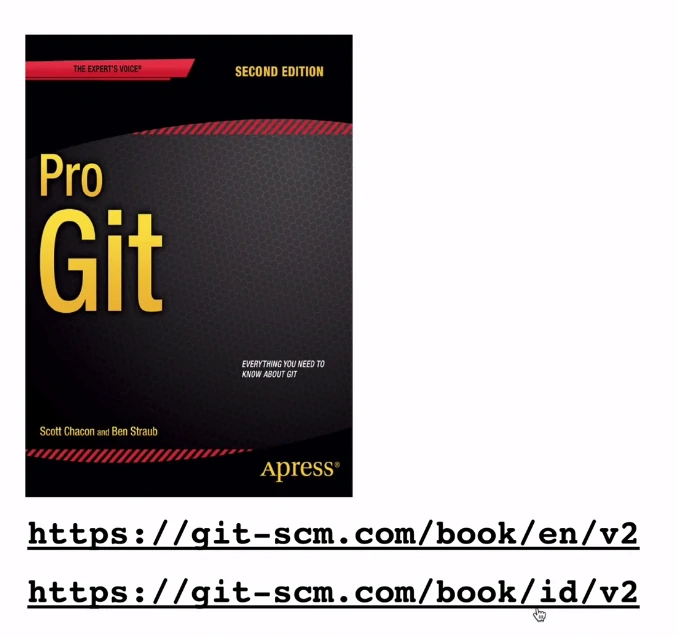 THE EXPERT'S VOICE®
SECOND EDITION
Pro
Git
EVERYTHING YOU NEED TO
KNOW ABOUT GIT
Scott Chacon and Ben Straub
Apress®
https://git-scm.com/book/en/v2
https://git-scm.com/book/id/v2